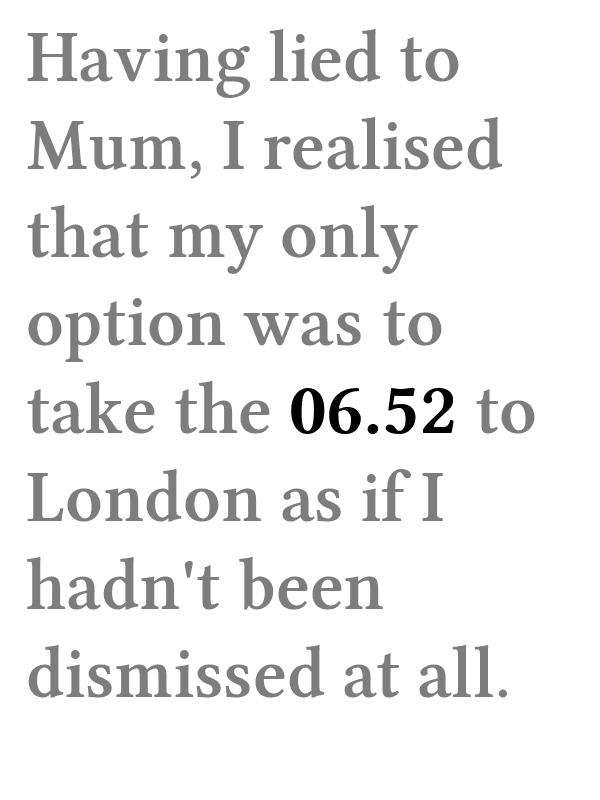 Having lied to
Mum, I realised
that my only
option was to
take the 06.52 to
London as if I
hadn't been
dismissed at all.